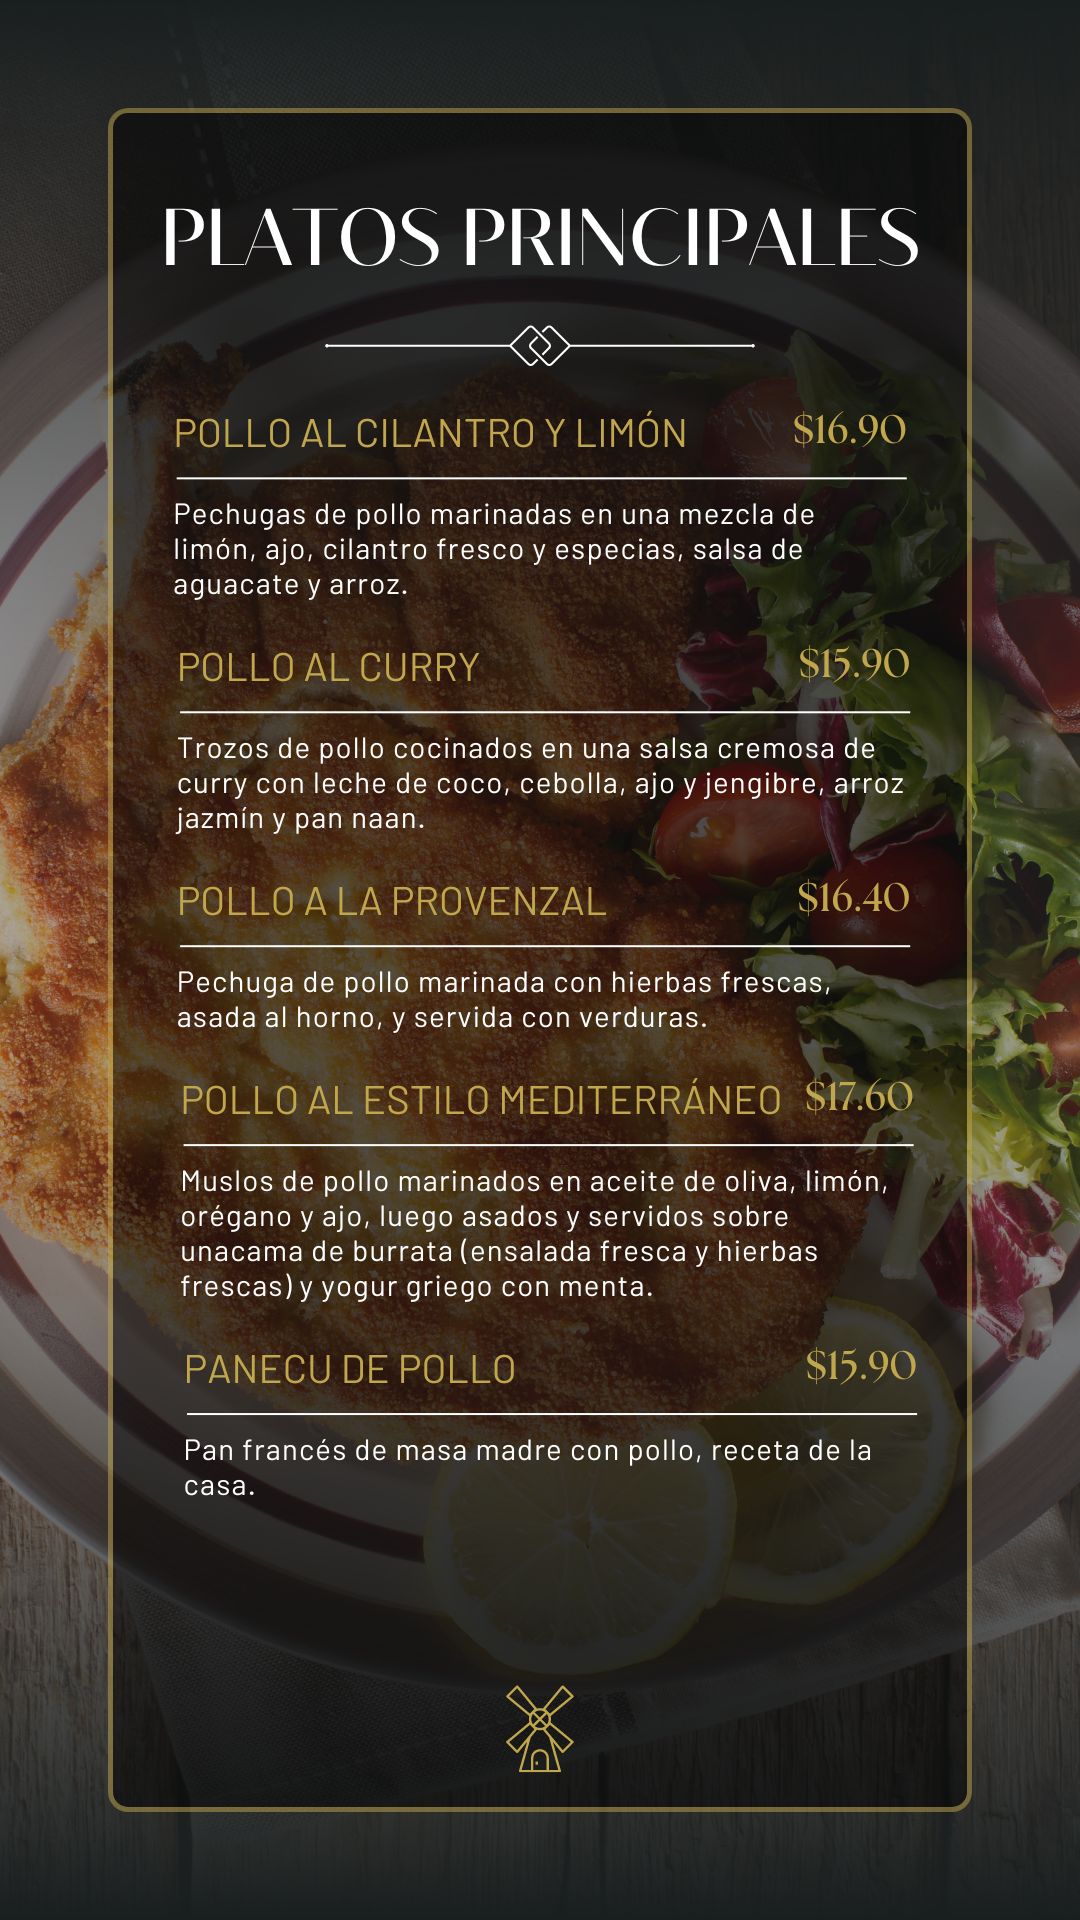 PLATOS PRINCIPALES
POLLO AL CILANTRO Y LIMÓN $16.90
Pechugas de pollo marinadas en una mezcla de
limón, ajo, cilantro fresco y especias, salsa de
aguacate y arroz.
POLLO AL CURRY $15.90
Trozos de pollo cocinados en una salsa cremosa de
curry con leche de coco, cebolla, ajo y jengibre, arroz
jazmín y pan naan.
POLLO A LA PROVENZAL $16.40
Pechuga de pollo marinada con hierbas frescas,
asada al horno, y servida con verduras.
POLLO AL ESTILO MEDITERRÁNEO $17.60
Muslos de pollo marinados en aceite de oliva, limón,
orégano y ajo, luego asados y servidos sobre
unacama de burrata (ensalada fresca y hierbas
frescas) y yogur griego con menta.
PANECU DE POLLO $15.90
Pan francés de masa madre con pollo, receta de la
casa.